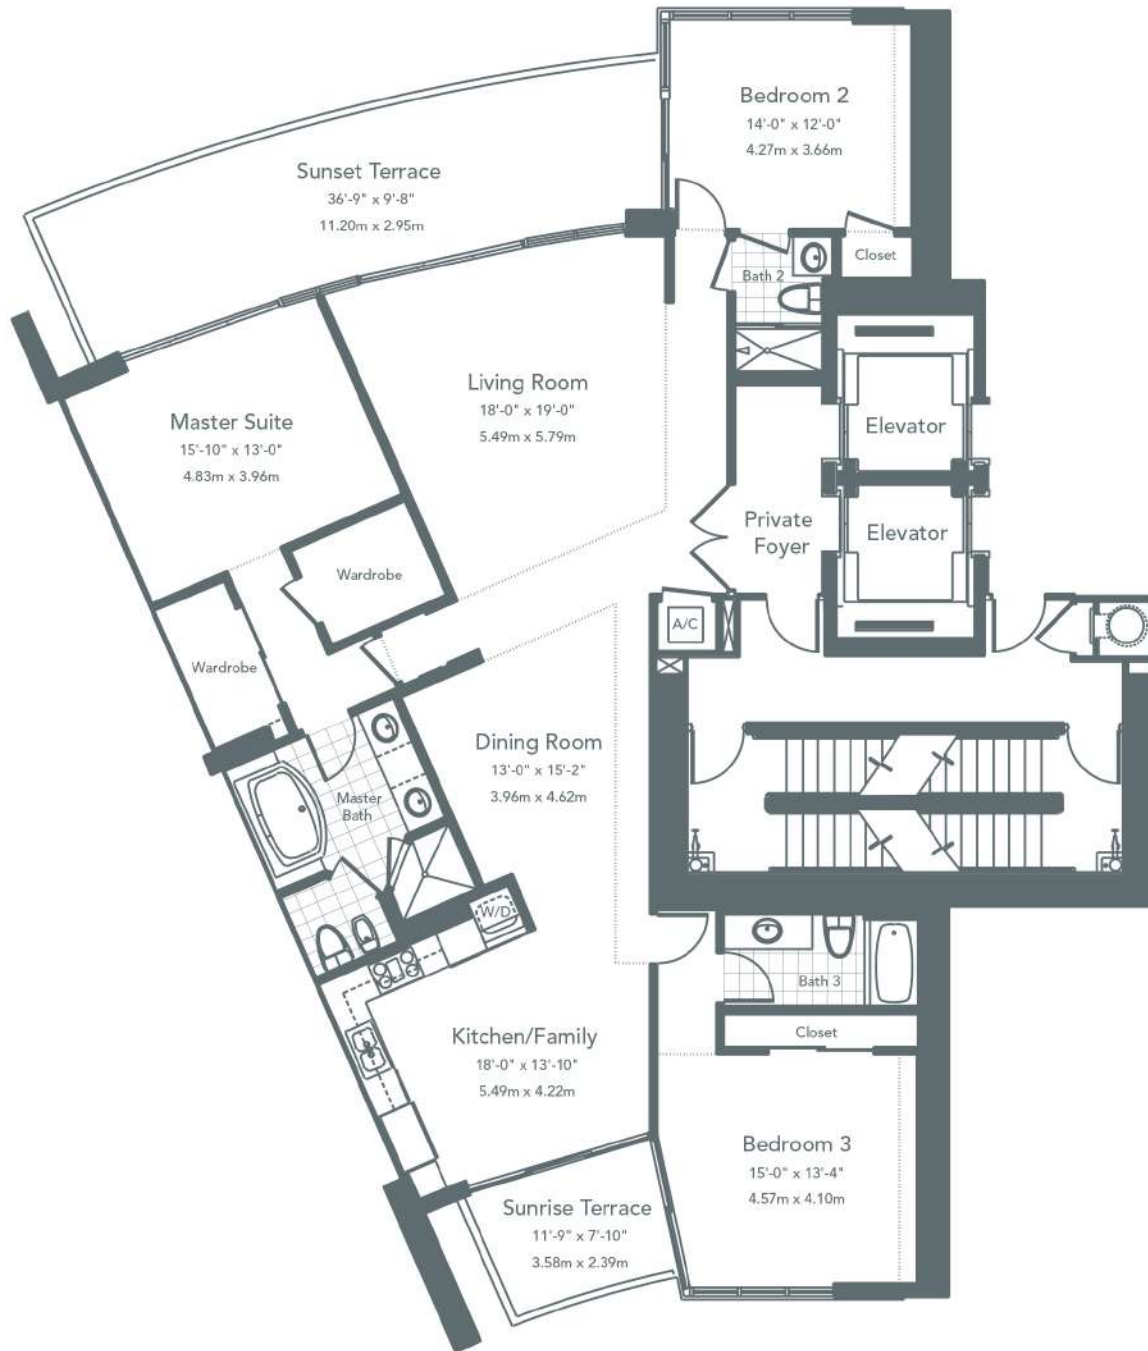 Bedroom 2
14'-0" x 12'-0"
4.27m x 3.66m
Sunset Terrace
36'-9" x 9'-8"
11.20m x 2.95m
Closet
Bath 2
Living Room
18'-0" x 19'-0"
5.49m x 5.79m
Master Suite
15'-10" x 13'-0"
4.83m x 3.96m
Elevator
Private
Foyer
Elevator
Wardrobe
A/C
Wardrobe
Dining Room
13'-0" x 15'-2"
3.96m x 4.62m
Master
Bath
W/D
Bath 3
Closet
Kitchen/Family
18'-0" x 13'-10"
5.49m x 4.22m
Bedroom 3
15'-0" x 13'-4"
4.57m x 4.10m
Sunrise Terrace
11'-9" x 7'-10"
3.58m x 2.39m